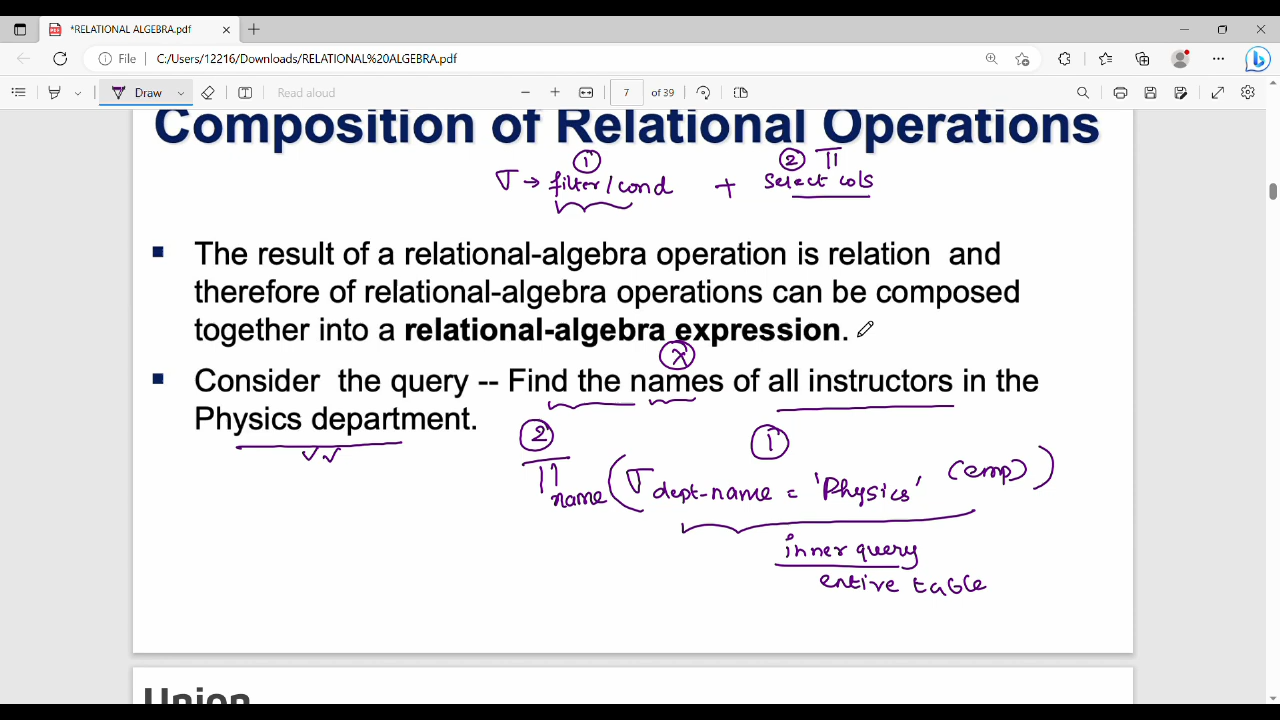 *RELATIONAL ALGEBRA.pdf
File C:/Users/12216/Downloads/RELATIONAL%20ALGEBRA.pdf
Draw Read aloud 7 of 39
Composition of Relational Operations
① ② π
σ → filter/cond + Select cols
▪ The result of a relational-algebra operation is relation and
therefore of relational-algebra operations can be composed
together into a relational-algebra expression.
x
▪ Consider the query -- Find the names of all instructors in the
Physics department.
② ①
π name (σ dept-name = 'Physics' (emp))
inner query
entire table
Union